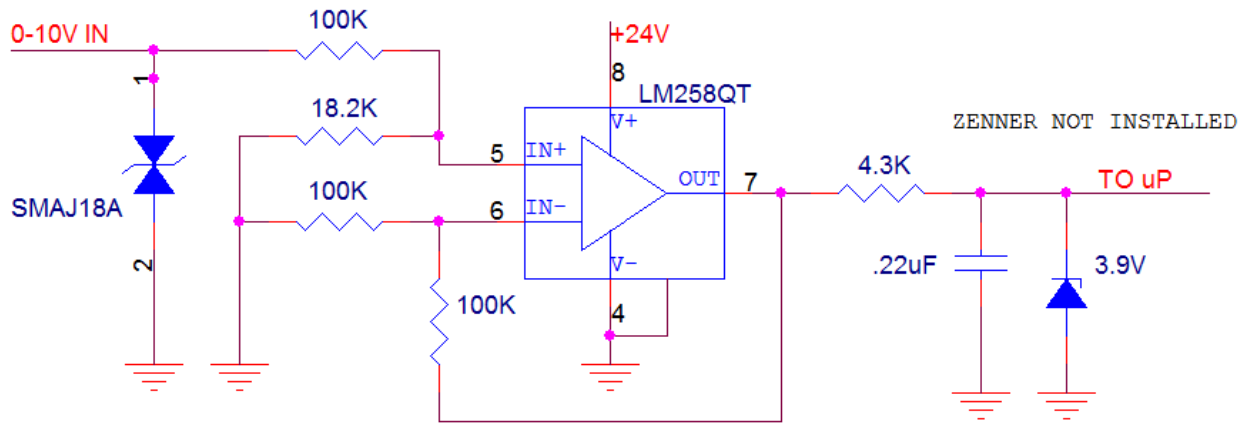 100K
0-10V IN
+24V
1
8
18.2K
LM258QT
V+
ZENNER NOT INSTALLED
5
IN+
4.3K
100K
OUT
7
TO uP
6
IN-
SMAJ18A
2
V-
.22uF
3.9V
100K
4